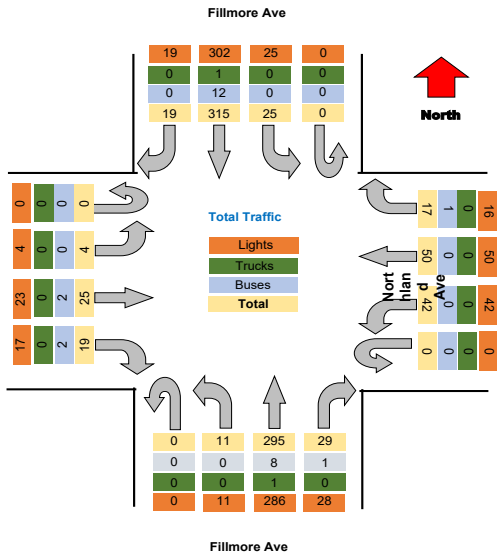 Fillmore Ave
19 302 25 0
0 1 0 0
0 12 0 0
19 315 25 0
North
0 0 0 0
4 0 0 4
23 0 2 25
17 0 2 19
Total Traffic
Lights
Trucks
Buses
Total
17 1 0 16
50 0 0 50
42 0 0 42
0 0 0 0
Northlan
d
Ave
0 11 295 29
0 0 8 1
0 0 1 0
0 11 286 28
Fillmore Ave